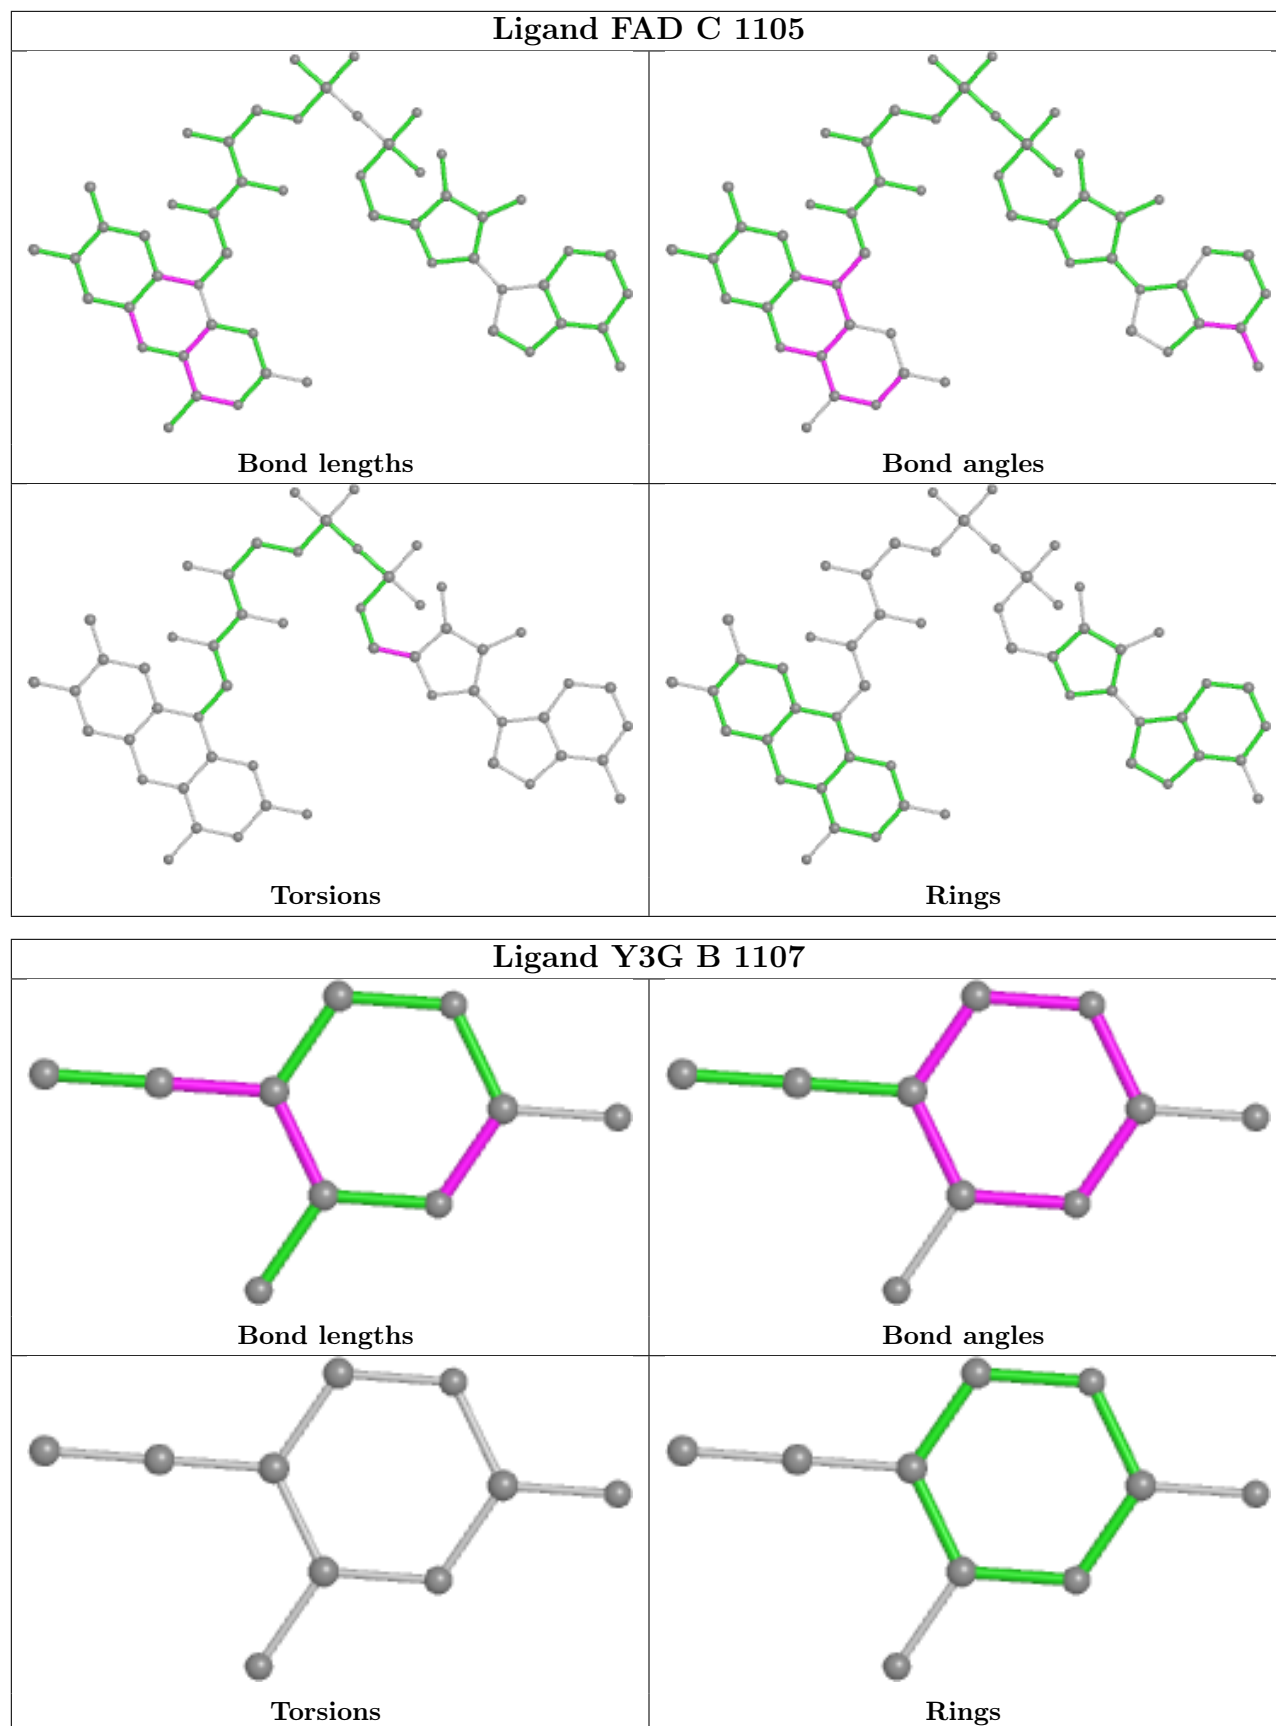 Ligand FAD C 1105
Bond lengths
Bond angles
Torsions
Rings
Ligand Y3G B 1107
Bond lengths
Bond angles
Torsions
Rings